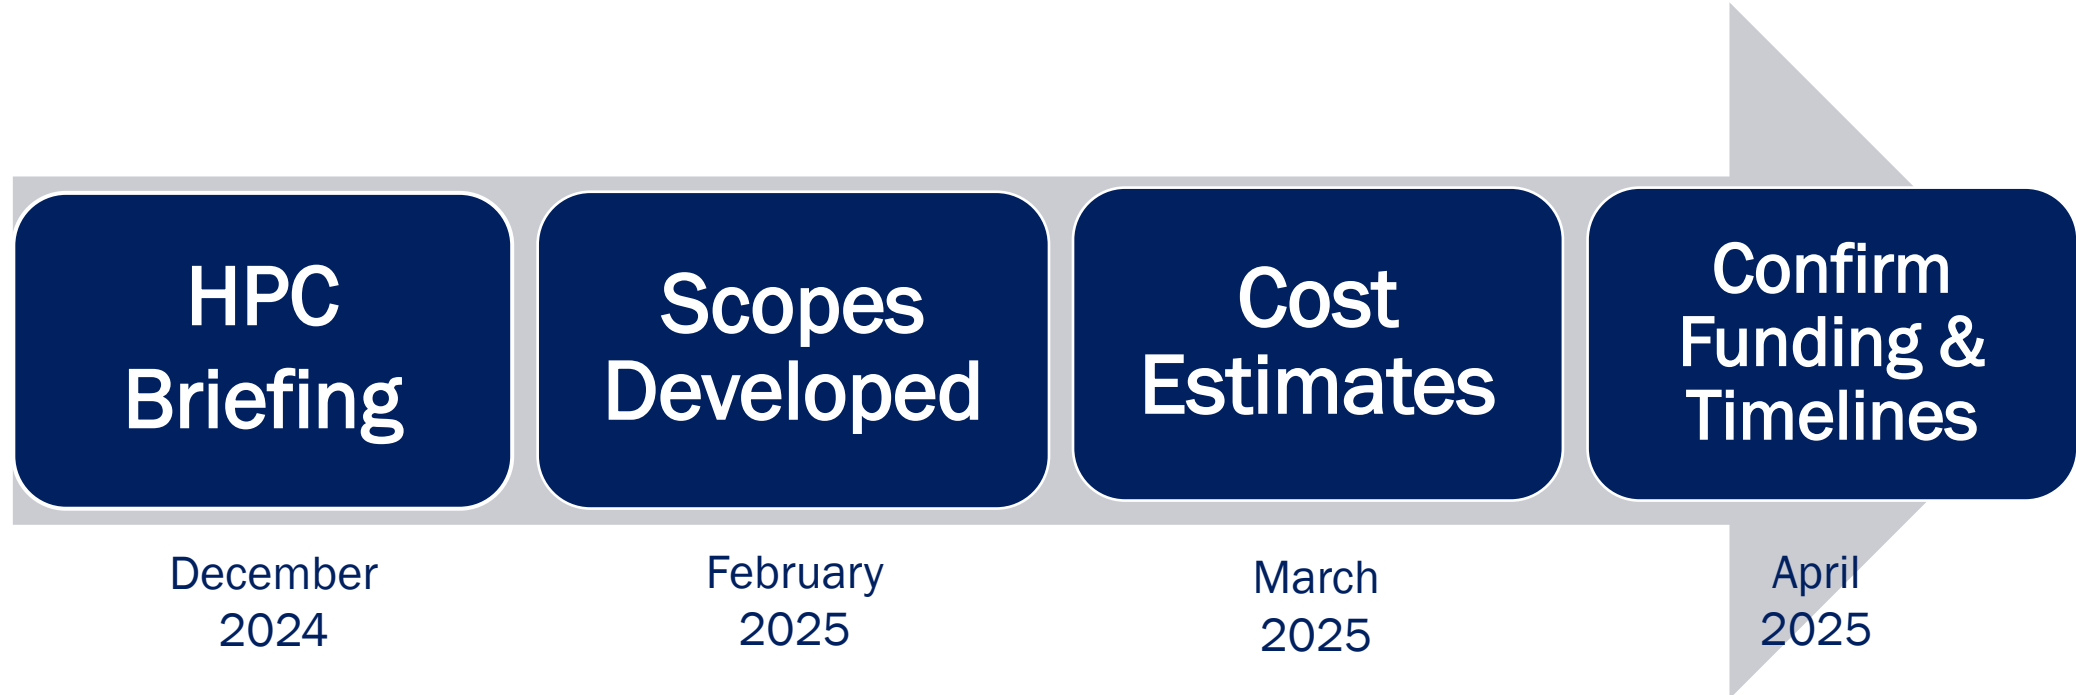 HPC
Briefing
Scopes
Developed
Cost
Estimates
Confirm
Funding &
Timelines
December
2024
February
2025
March
2025
April
2025